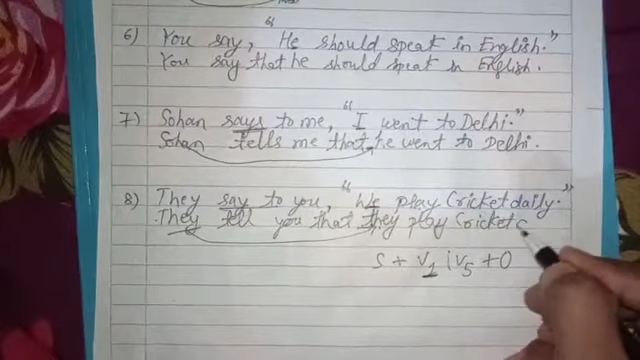 6) You say, "He should speak in English."
You say that he should speak in English.
7) Sohan says to me, "I went to Delhi."
Sohan tells me that he went to Delhi.
8) They say to you, "We play Cricket daily."
They tell you that they play Cricket
S + V1 / V5 + O